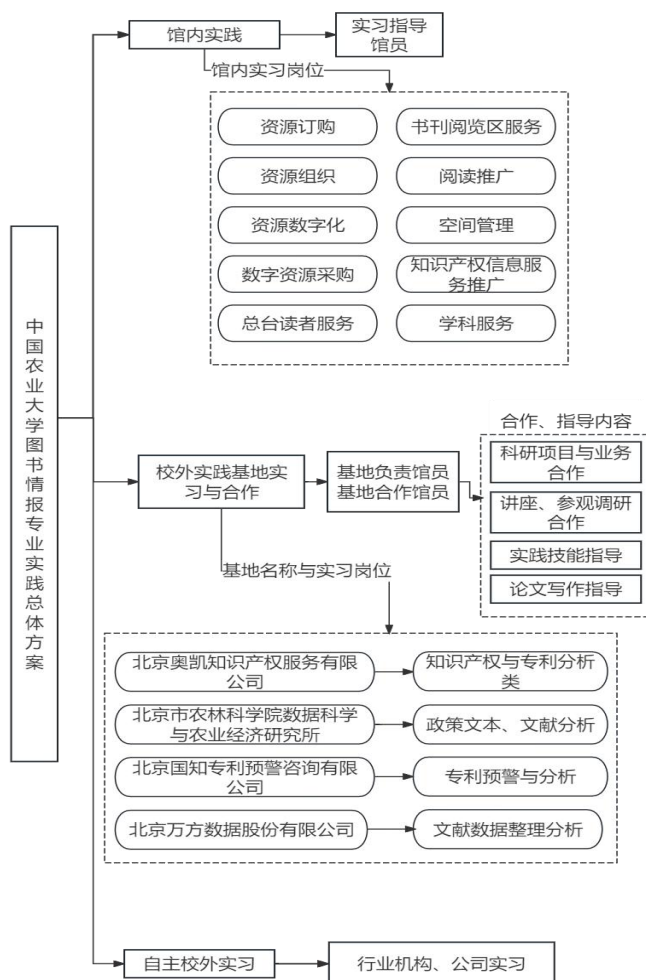 中国农业大学图书情报专业实践总体方案
馆内实践
实习指导
馆员
馆内实习岗位
资源订购
书刊阅览区服务
资源组织
阅读推广
资源数字化
空间管理
数字资源采购
知识产权信息服
务推广
总台读者服务
学科服务
校外实践基地实
习与合作
基地负责馆员
基地合作馆员
合作、指导内容
科研项目与业务
合作
讲座、参观调研
合作
实践技能指导
论文写作指导
基地名称与实习岗位
北京奥凯知识产权服务有限
公司
知识产权与专利分析
类
北京市农林科学院数据科学
与农业经济研究所
政策文本、文献分析
北京国知专利预警咨询有限
公司
专利预警与分析
北京万方数据股份有限公司
文献数据整理分析
自主校外实习
行业机构、公司实习